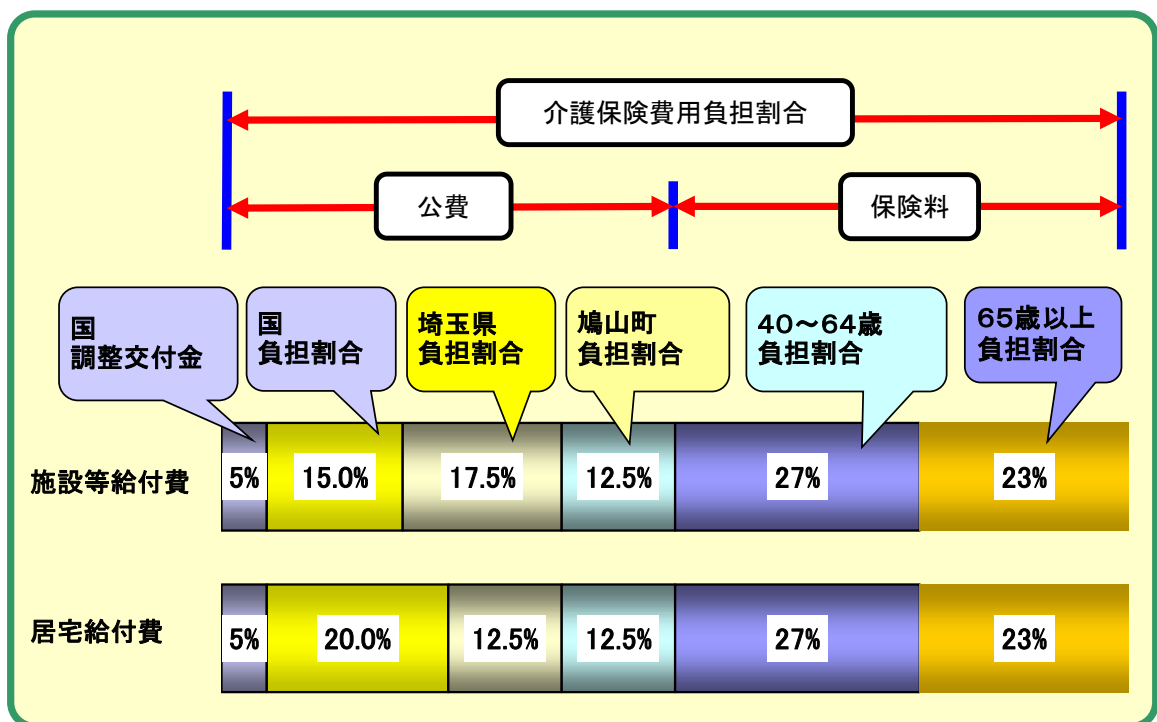 介護保険費用負担割合
公費
保険料
国
調整交付金
国
負担割合
埼玉県
負担割合
鳩山町
負担割合
40～64歳
負担割合
65歳以上
負担割合
施設等給付費
5%
15.0%
17.5%
12.5%
27%
23%
居宅給付費
5%
20.0%
12.5%
12.5%
27%
23%